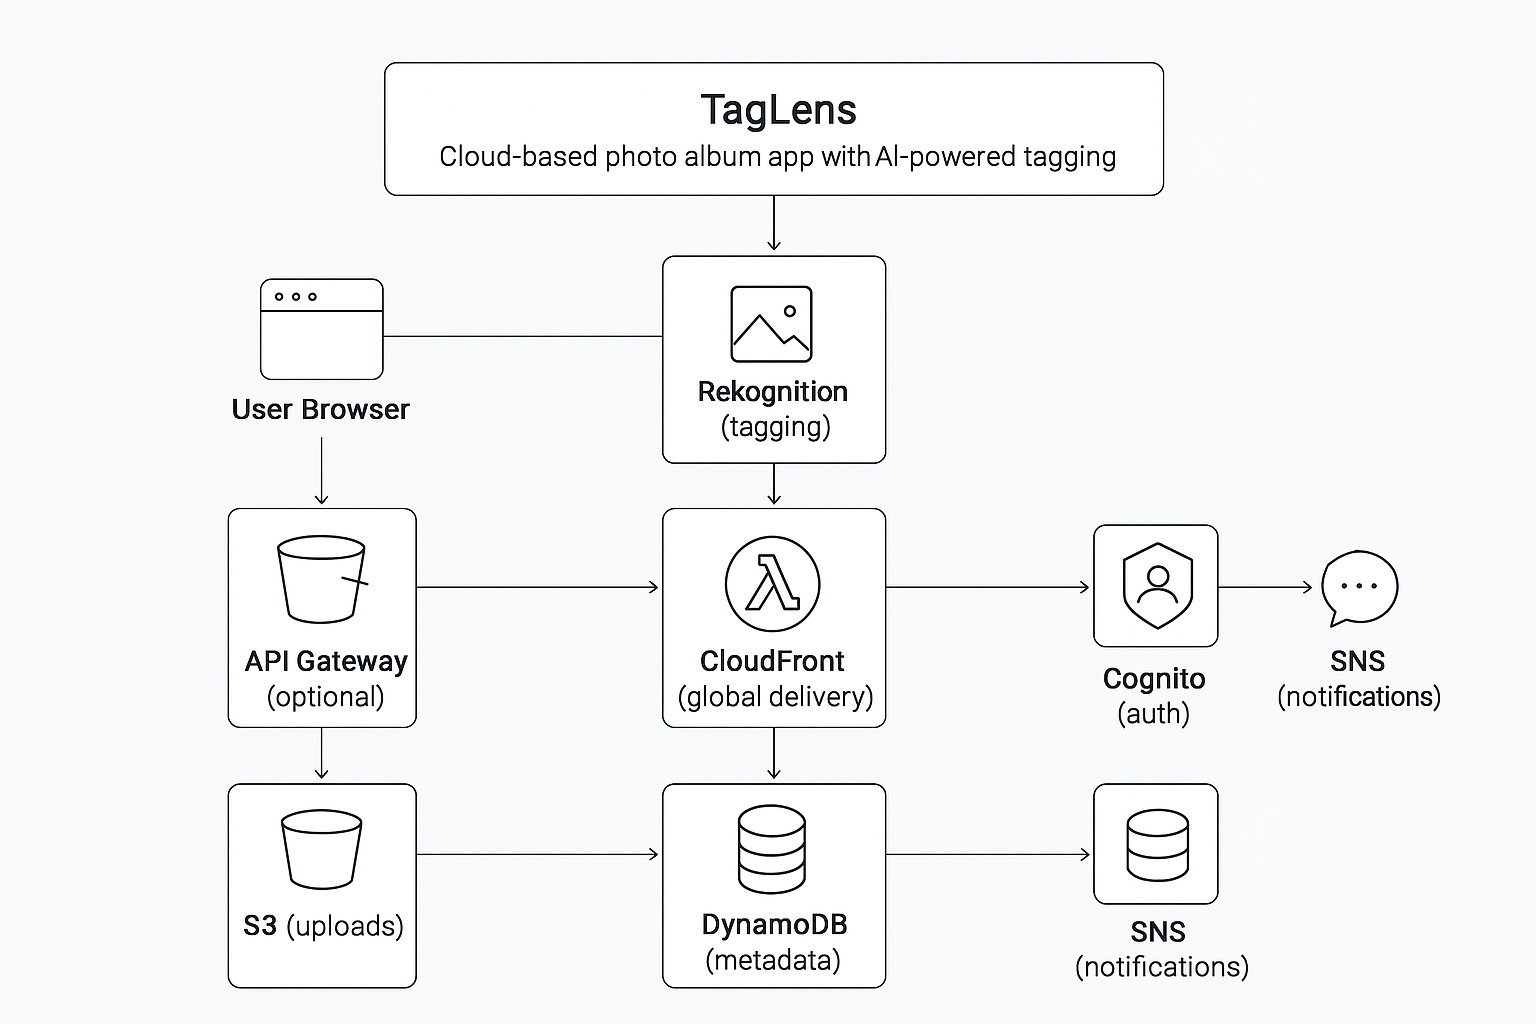 TagLens
Cloud-based photo album app with AI-powered tagging
User Browser
Rekognition
(tagging)
API Gateway
(optional)
CloudFront
(global delivery)
Cognito
(auth)
SNS
(notifications)
S3 (uploads)
DynamoDB
(metadata)
SNS
(notifications)